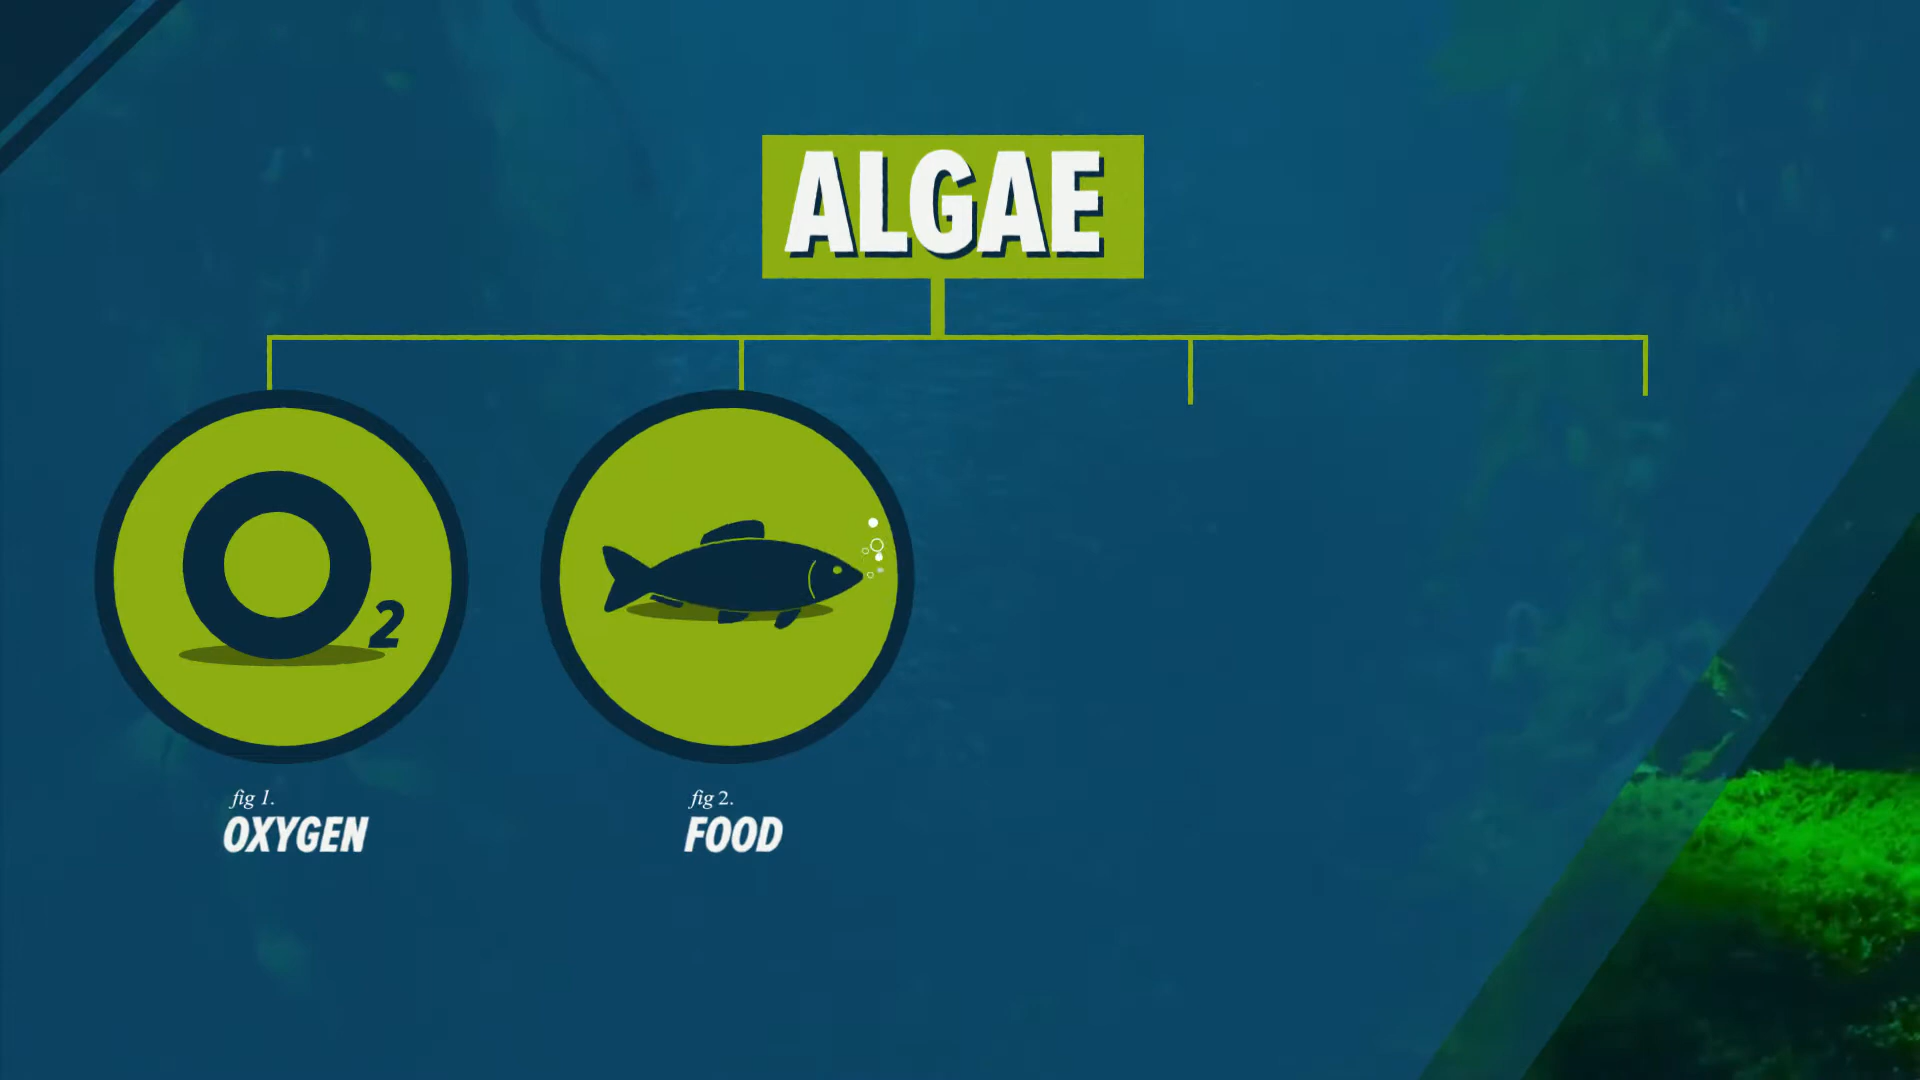 ALGAE
O2
fig 1.
OXYGEN
fig 2.
FOOD